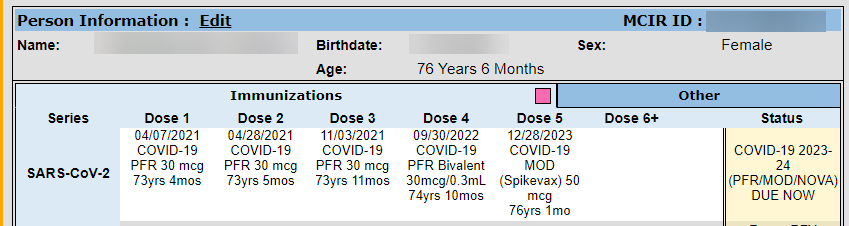 Person Information : Edit MCIR ID :
Name: Birthdate: Sex: Female
Age: 76 Years 6 Months
Immunizations Other
Series Dose 1 Dose 2 Dose 3 Dose 4 Dose 5 Dose 6+ Status
SARS-CoV-2
04/07/2021
COVID-19
PFR 30 mcg
73yrs 4mos
04/28/2021
COVID-19
PFR 30 mcg
73yrs 5mos
11/03/2021
COVID-19
PFR 30 mcg
73yrs 11mos
09/30/2022
COVID-19
PFR Bivalent
30mcg/0.3mL
74yrs 10mos
12/28/2023
COVID-19
MOD
(Spikevax) 50
mcg
76yrs 1mo
COVID-19 2023-
24
(PFR/MOD/NOVA)
DUE NOW